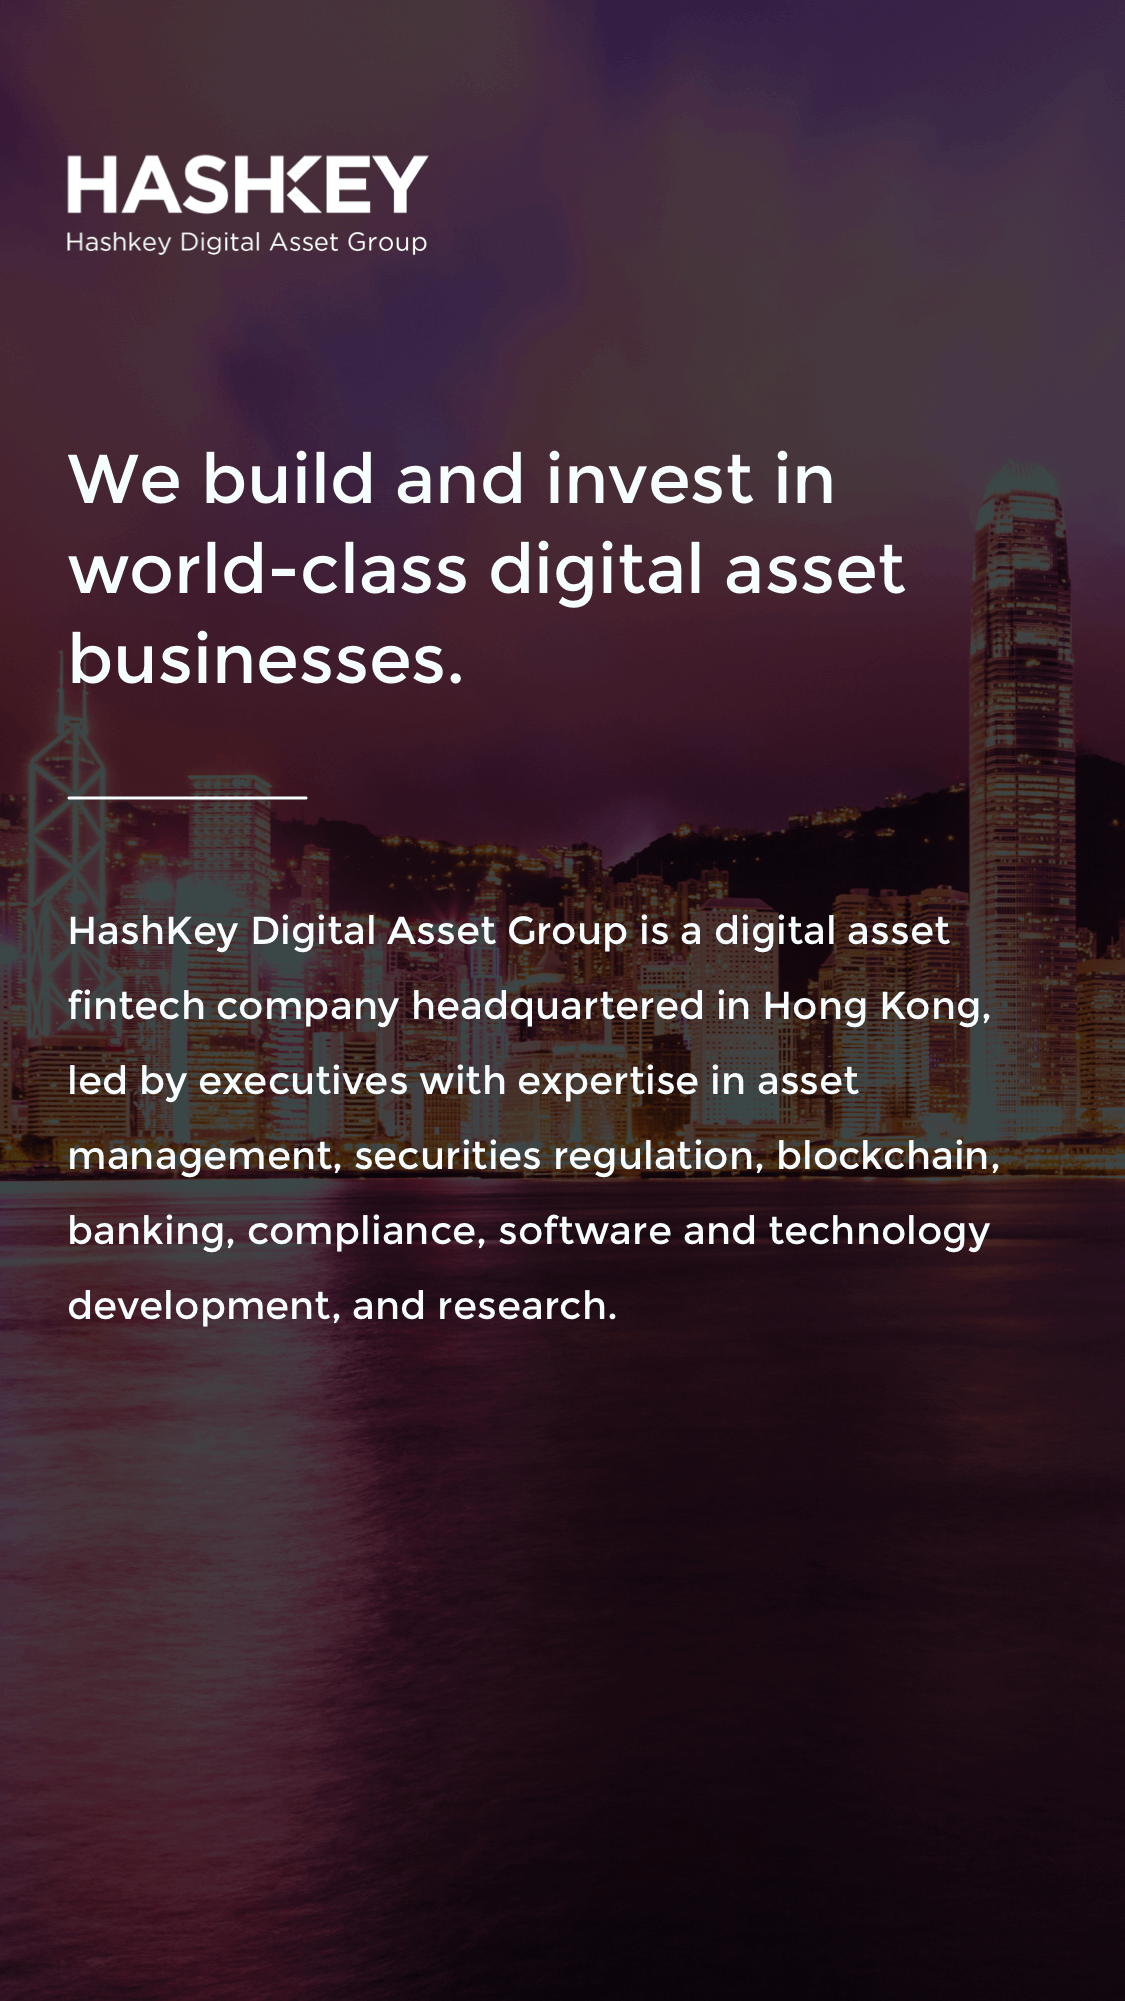 HASHKEY
Hashkey Digital Asset Group
We build and invest in
world-class digital asset
businesses.
HashKey Digital Asset Group is a digital asset
fintech company headquartered in Hong Kong,
led by executives with expertise in asset
management, securities regulation, blockchain,
banking, compliance, software and technology
development, and research.